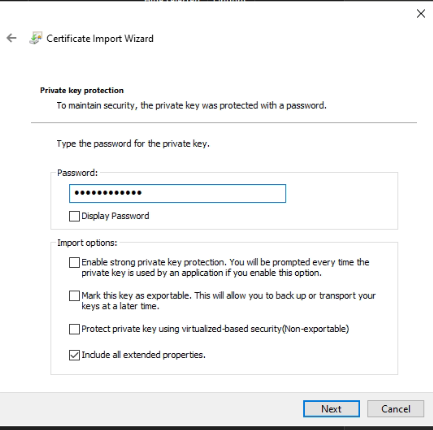 Certificate Import Wizard
Private key protection
To maintain security, the private key was protected with a password.
Type the password for the private key.
Password:
••••••••••••
Display Password
Import options:
Enable strong private key protection. You will be prompted every time the
private key is used by an application if you enable this option.
Mark this key as exportable. This will allow you to back up or transport your
keys at a later time.
Protect private key using virtualized-based security(Non-exportable)
Include all extended properties.
Next
Cancel